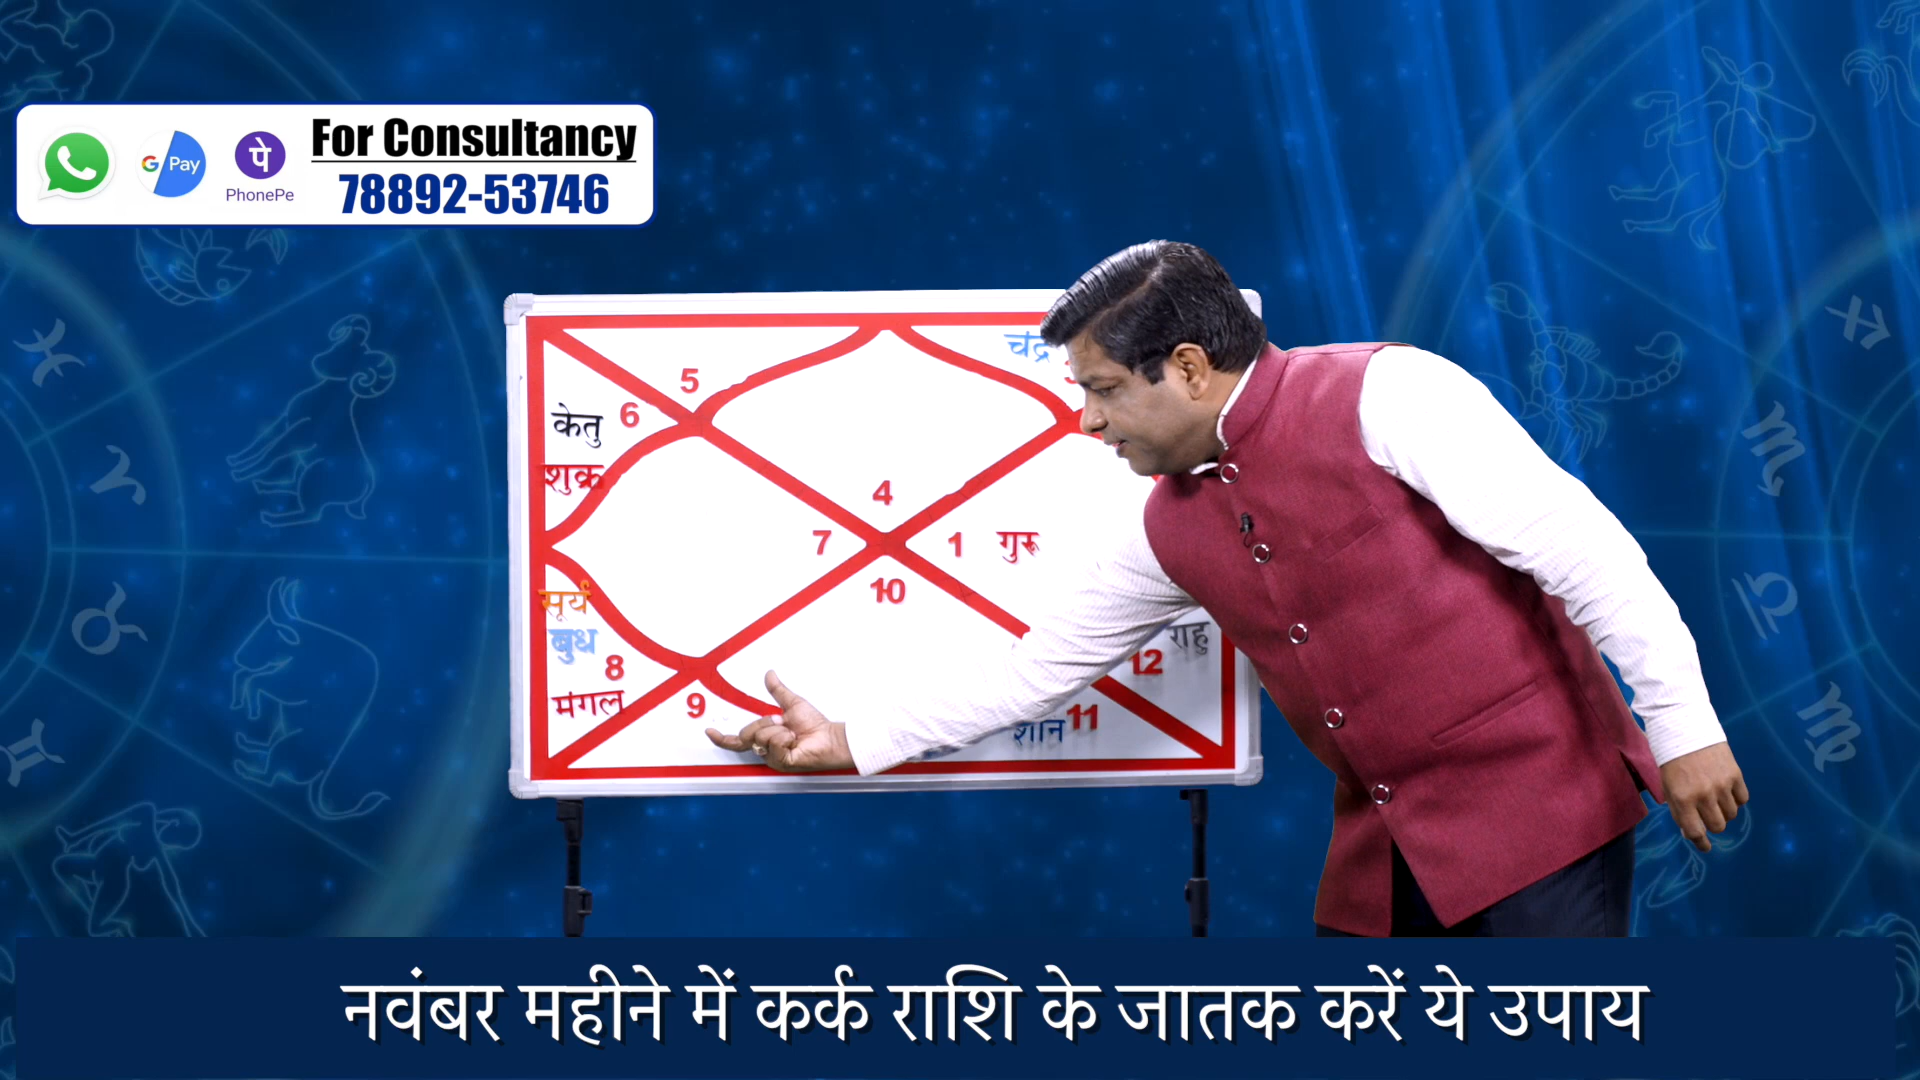 For Consultancy
G Pay
पे
PhonePe
78892-53746
चंद्र
5
केतु 6
शुक्र
4
7
1 गुरू
10
सूर्य
बुध
8
राहु
12
मंगल
9
11
नवंबर महीने में कर्क राशि के जातक करें ये उपाय